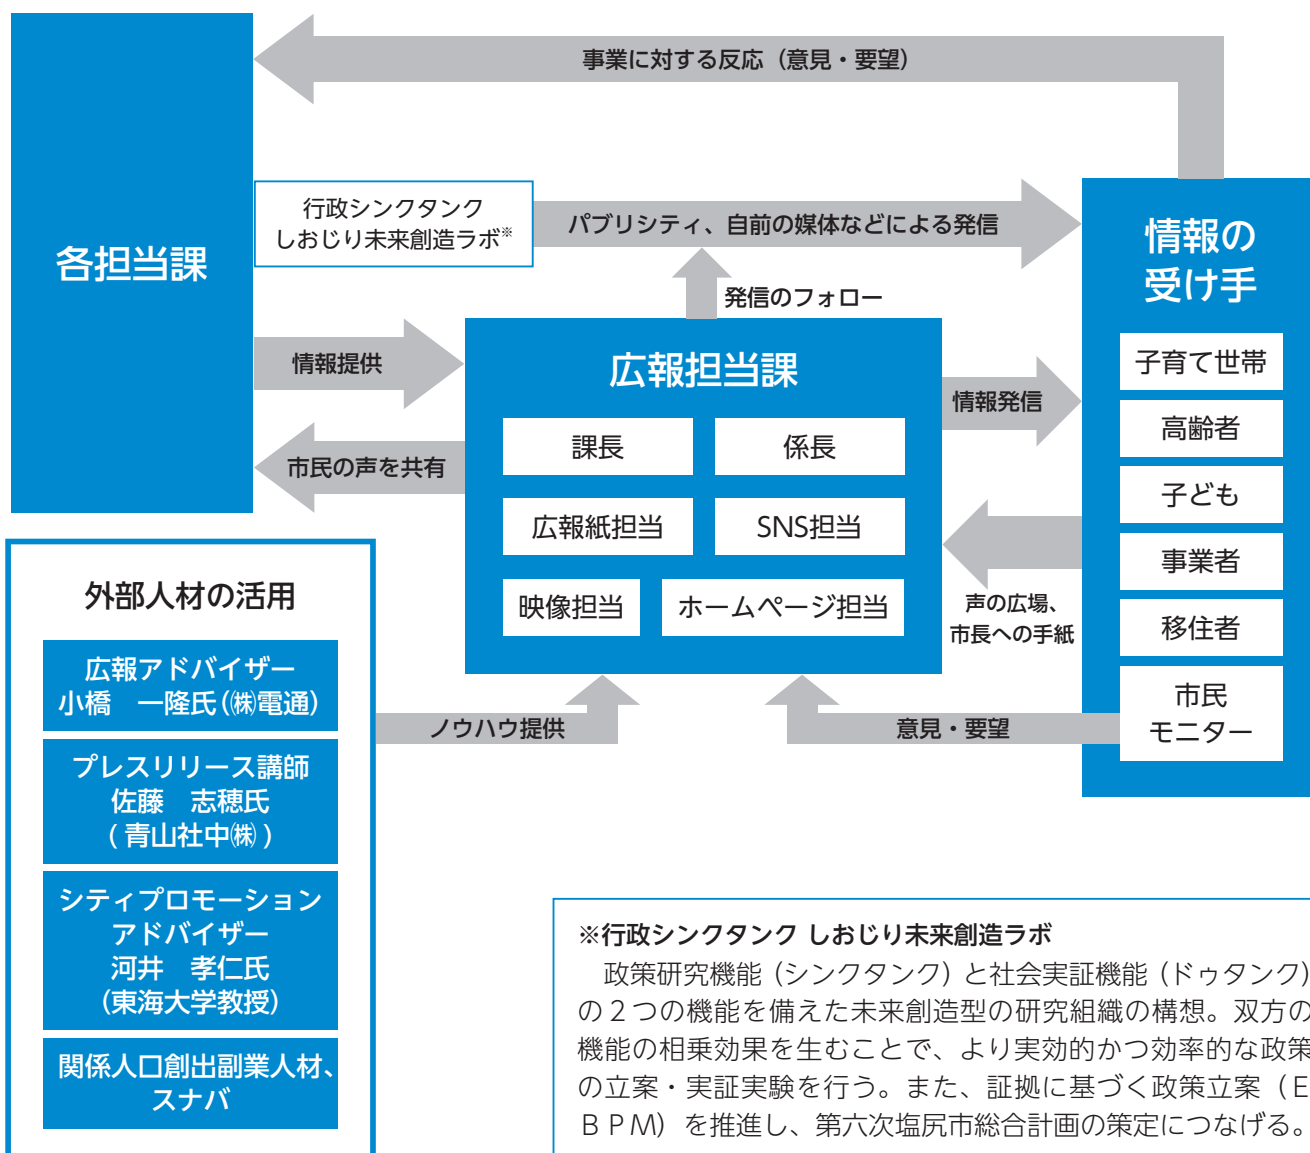 事業に対する反応（意見・要望）
各担当課
行政シンクタンク
しおじり未来創造ラボ※
パブリシティ、自前の媒体などによる発信
発信のフォロー
情報提供
市民の声を共有
広報担当課
課長
係長
広報紙担当
SNS担当
映像担当
ホームページ担当
情報発信
声の広場、
市長への手紙
情報の
受け手
子育て世帯
高齢者
子ども
事業者
移住者
市民
モニター
ノウハウ提供
意見・要望
外部人材の活用
広報アドバイザー
小橋　一隆氏（㈱電通）
プレスリリース講師
佐藤　志穂氏
（青山社中㈱）
シティプロモーション
アドバイザー
河井　孝仁氏
（東海大学教授）
関係人口創出副業人材、
スナバ
※行政シンクタンク しおじり未来創造ラボ
　政策研究機能（シンクタンク）と社会実証機能（ドゥタンク）
の２つの機能を備えた未来創造型の研究組織の構想。双方の
機能の相乗効果を生むことで、より実効的かつ効率的な政策
の立案・実証実験を行う。また、証拠に基づく政策立案（Ｅ
ＢＰＭ）を推進し、第六次塩尻市総合計画の策定につなげる。